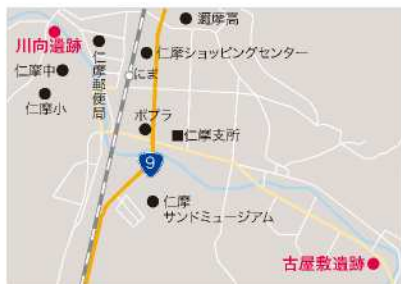 邇摩高
川向遺跡
仁摩郵便局
仁摩ショッピングセンター
仁摩中
にま
仁摩小
ポプラ
仁摩支所
9
仁摩
サンドミュージアム
古屋敷遺跡